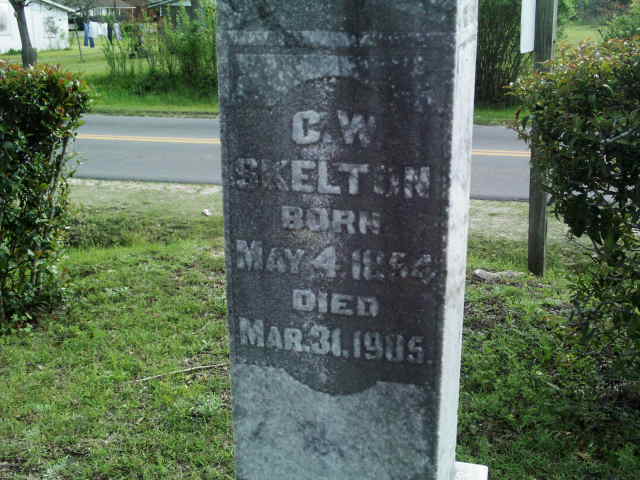 C.W
SKELTON
BORN
MAY 4, 1854,
DIED
MAR.31,1905.